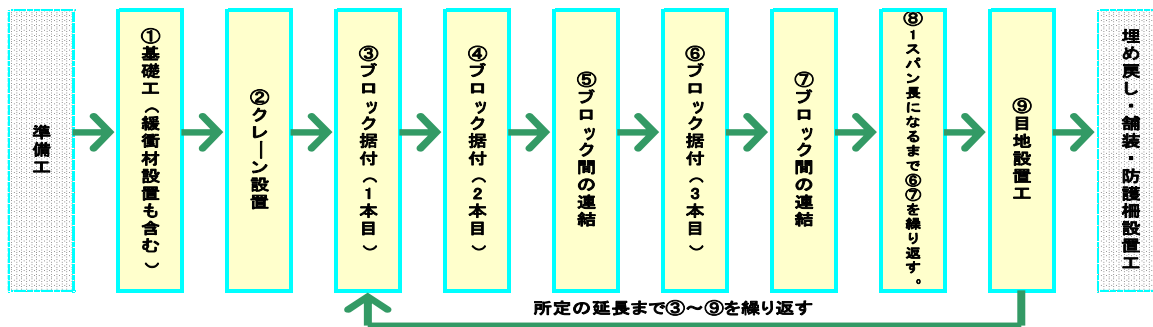 準備工
①基礎工（緩衝材設置も含む）
②クレーン設置
③ブロック据付（1本目）
④ブロック据付（2本目）
⑤ブロック間の連結
⑥ブロック据付（3本目）
⑦ブロック間の連結
⑧1スパン長になるまで⑥⑦を繰り返す。
⑨目地設置工
埋め戻し・舗装・防護柵設置工
所定の延長まで③～⑨を繰り返す